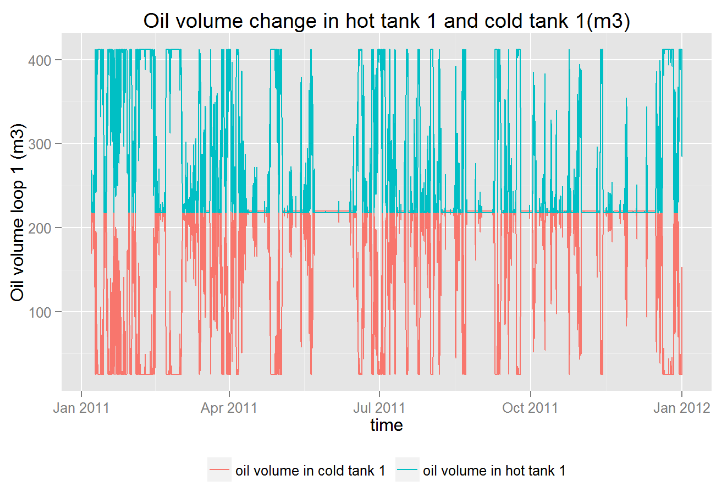 Oil volume change in hot tank 1 and cold tank 1(m3)
Oil volume loop 1 (m3)
400
300
200
100
Jan 2011 Apr 2011 Jul 2011 Oct 2011 Jan 2012
time
oil volume in cold tank 1 oil volume in hot tank 1